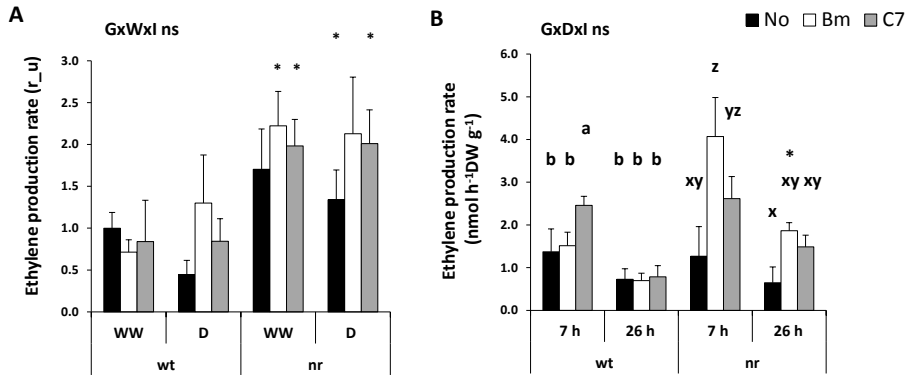 A
GxWxI ns
Ethylene production rate (r_u)
3.0
2.5
2.0
1.5
1.0
0.5
0.0
* *
* *
WW D WW D
wt nr
B
No Bm C7
GxDxI ns
Ethylene production rate
(nmol h⁻¹DW g⁻¹)
6.0
5.0
4.0
3.0
2.0
1.0
0.0
b b a
b b b
xy z yz
*
x xy xy
7 h 26 h 7 h 26 h
wt nr